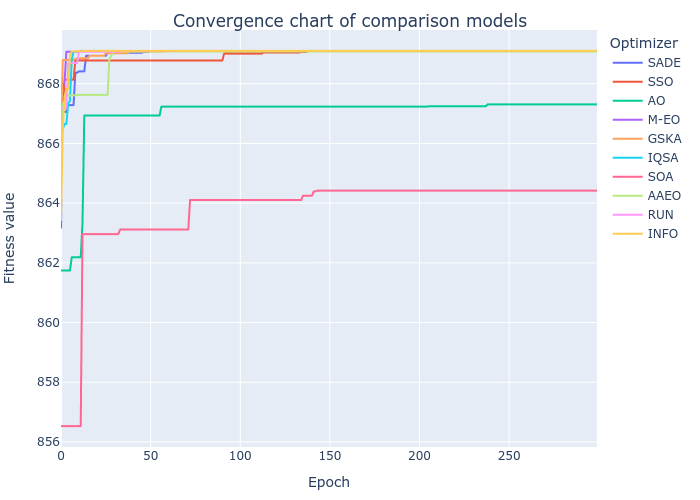 Convergence chart of comparison models
Optimizer
SADE
SSO
AO
M-EO
GSKA
IQSA
SOA
AAEO
RUN
INFO
Fitness value
868
866
864
862
860
858
856
0 50 100 150 200 250
Epoch